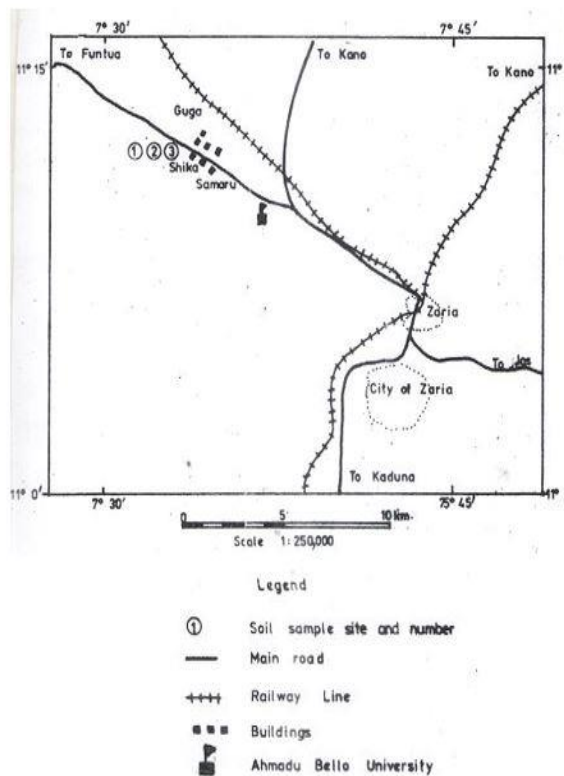 7° 30′ 7° 45′
To Funtua To Kano
11° 15′ To Kano 11°
Guga
① ② ③
Shika
Samaru
Zaria
To Jos
City of Zaria
To Kaduna
11° 0′ 11°
7° 30′ 75° 45′
0 5 10 km.
Scale 1:250,000
Legend
① Soil sample site and number
Main road
Railway Line
Buildings
Ahmadu Bello University